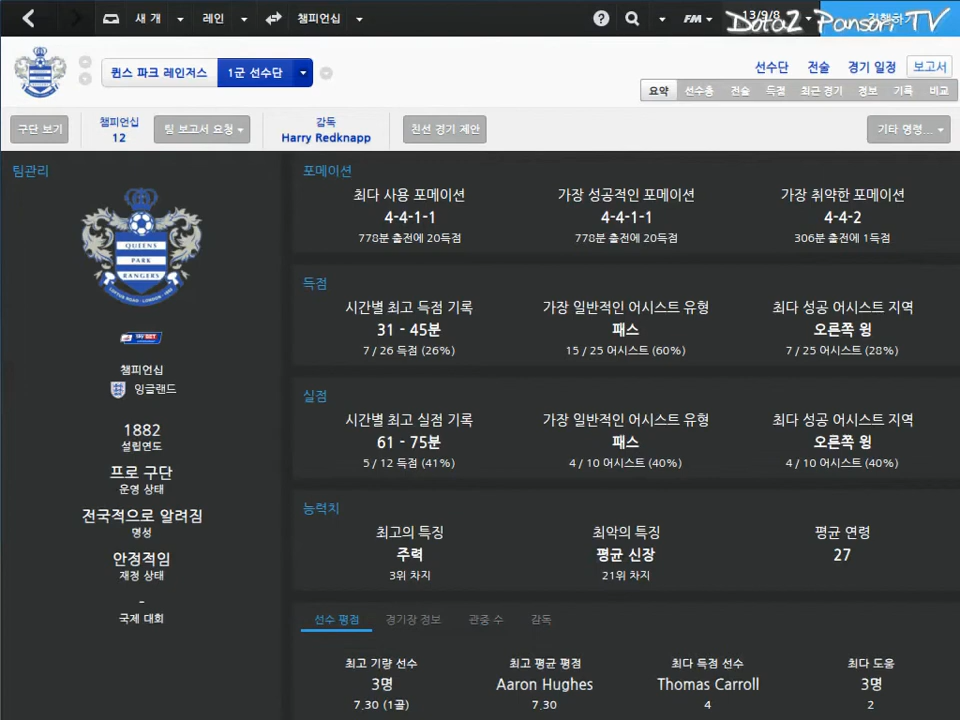 새 개 레인 챔피언십 FM 13/9/8
Dota2 Pansori TV
퀸스 파크 레인저스 1군 선수단
선수단 전술 경기 일정 보고서
요약 선수층 전술 득점 최근 경기 정보 기록 비교
구단 보기 챔피언십 12 팀 보고서 요청 감독 Harry Redknapp 친선 경기 제안 기타 명령...
팀관리
QUEENS
PARK
RANGERS
LOFTUS ROAD · LONDON · 1882
sky BET
챔피언십
잉글랜드
1882
설립연도
프로 구단
운영 상태
전국적으로 알려짐
명성
안정적임
재정 상태
-
국제 대회
포메이션
최다 사용 포메이션 가장 성공적인 포메이션 가장 취약한 포메이션
4-4-1-1 4-4-1-1 4-4-2
778분 출전에 20득점 778분 출전에 20득점 306분 출전에 1득점
득점
시간별 최고 득점 기록 가장 일반적인 어시스트 유형 최다 성공 어시스트 지역
31 - 45분 패스 오른쪽 윙
7 / 26 득점 (26%) 15 / 25 어시스트 (60%) 7 / 25 어시스트 (28%)
실점
시간별 최고 실점 기록 가장 일반적인 어시스트 유형 최다 성공 어시스트 지역
61 - 75분 패스 오른쪽 윙
5 / 12 득점 (41%) 4 / 10 어시스트 (40%) 4 / 10 어시스트 (40%)
능력치
최고의 특징 최악의 특징 평균 연령
주력 평균 신장 27
3위 차지 21위 차지
선수 평점 경기장 정보 관중 수 감독
최고 기량 선수 최고 평균 평점 최다 득점 선수 최다 도움
3명 Aaron Hughes Thomas Carroll 3명
7.30 (1골) 7.30 4 2